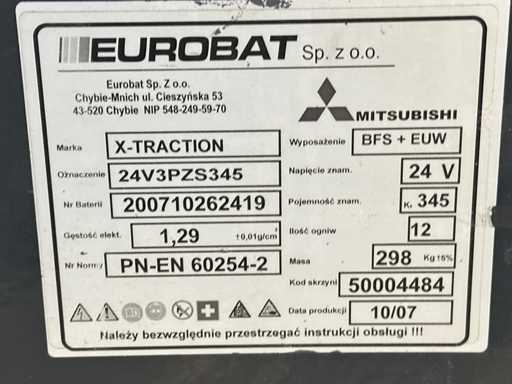 EUROBAT Sp. z o.o.
Eurobat Sp. Z o.o.
Chybie-Mnich ul. Cieszyńska 53
43-520 Chybie NIP 548-249-59-70
MITSUBISHI
Marka X-TRACTION
Wyposażenie BFS + EUW
Oznaczenie 24V3PZS345
Napięcie znam. 24 V
Nr Baterii 200710262419
Pojemność znam. K. 345
Gęstość elekt. 1,29 ±0,01g/cm
Ilość ogniw 12
Nr Normy PN-EN 60254-2
Masa 298 Kg ±5%
Kod skrzyni 50004484
Data produkcji 10/07
Należy bezwzględnie przestrzegać instrukcji obsługi !!!